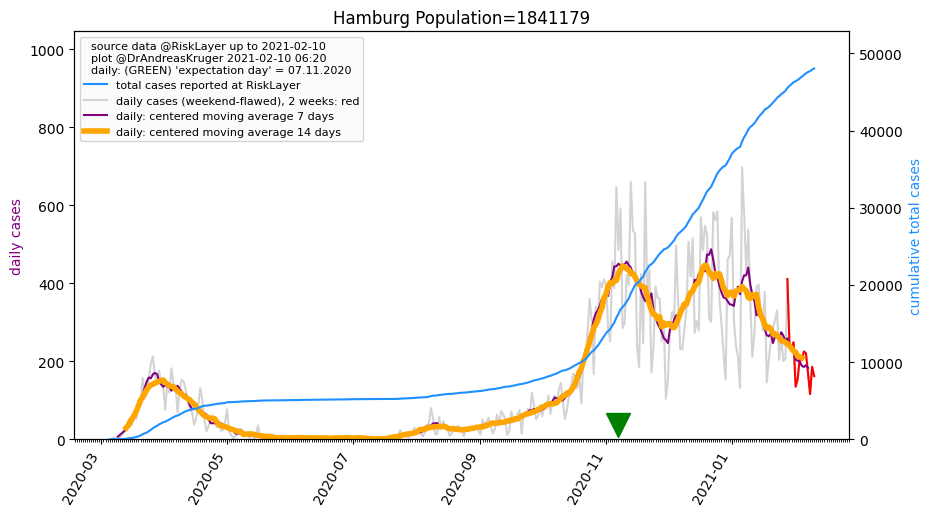 Hamburg Population=1841179
source data @RiskLayer up to 2021-02-10
plot @DrAndreasKruger 2021-02-10 06:20
daily: (GREEN) 'expectation day' = 07.11.2020
total cases reported at RiskLayer
daily cases (weekend-flawed), 2 weeks: red
daily: centered moving average 7 days
daily: centered moving average 14 days
daily cases
1000
800
600
400
200
0
cumulative total cases
50000
40000
30000
20000
10000
0
2020-03
2020-05
2020-07
2020-09
2020-11
2021-01